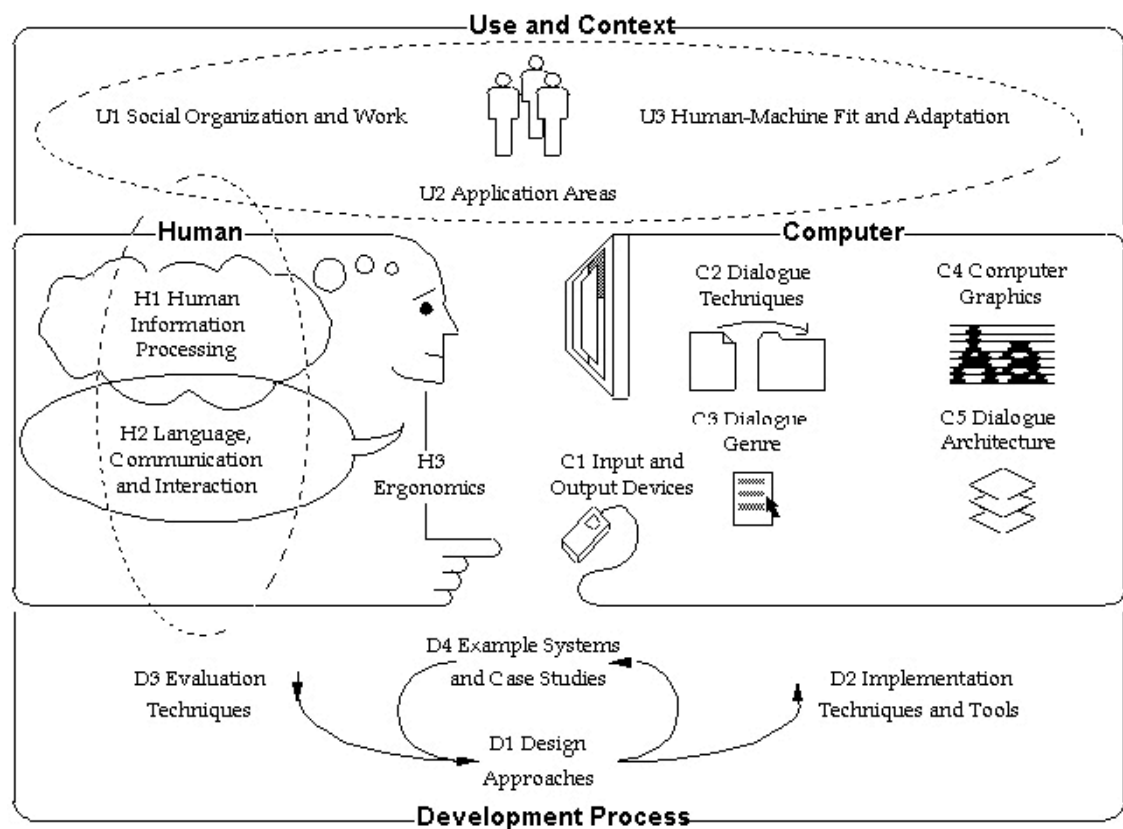 Use and Context
U1 Social Organization and Work
U3 Human-Machine Fit and Adaptation
U2 Application Areas
Human
H1 Human
Information
Processing
H2 Language,
Communication
and Interaction
H3
Ergonomics
Computer
C1 Input and
Output Devices
C2 Dialogue
Techniques
C3 Dialogue
Genre
C4 Computer
Graphics
C5 Dialogue
Architecture
D3 Evaluation
Techniques
D4 Example Systems
and Case Studies
D1 Design
Approaches
D2 Implementation
Techniques and Tools
Development Process